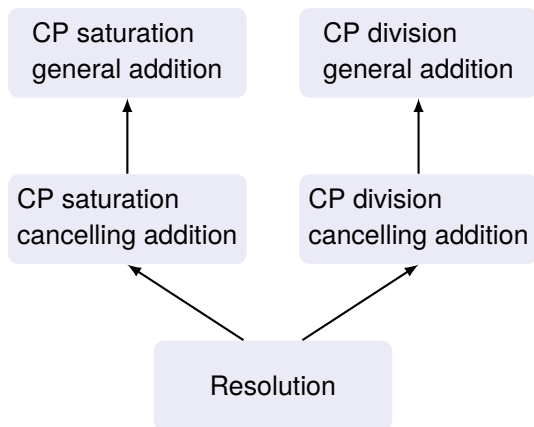 CP saturation
general addition
CP division
general addition
CP saturation
cancelling addition
CP division
cancelling addition
Resolution